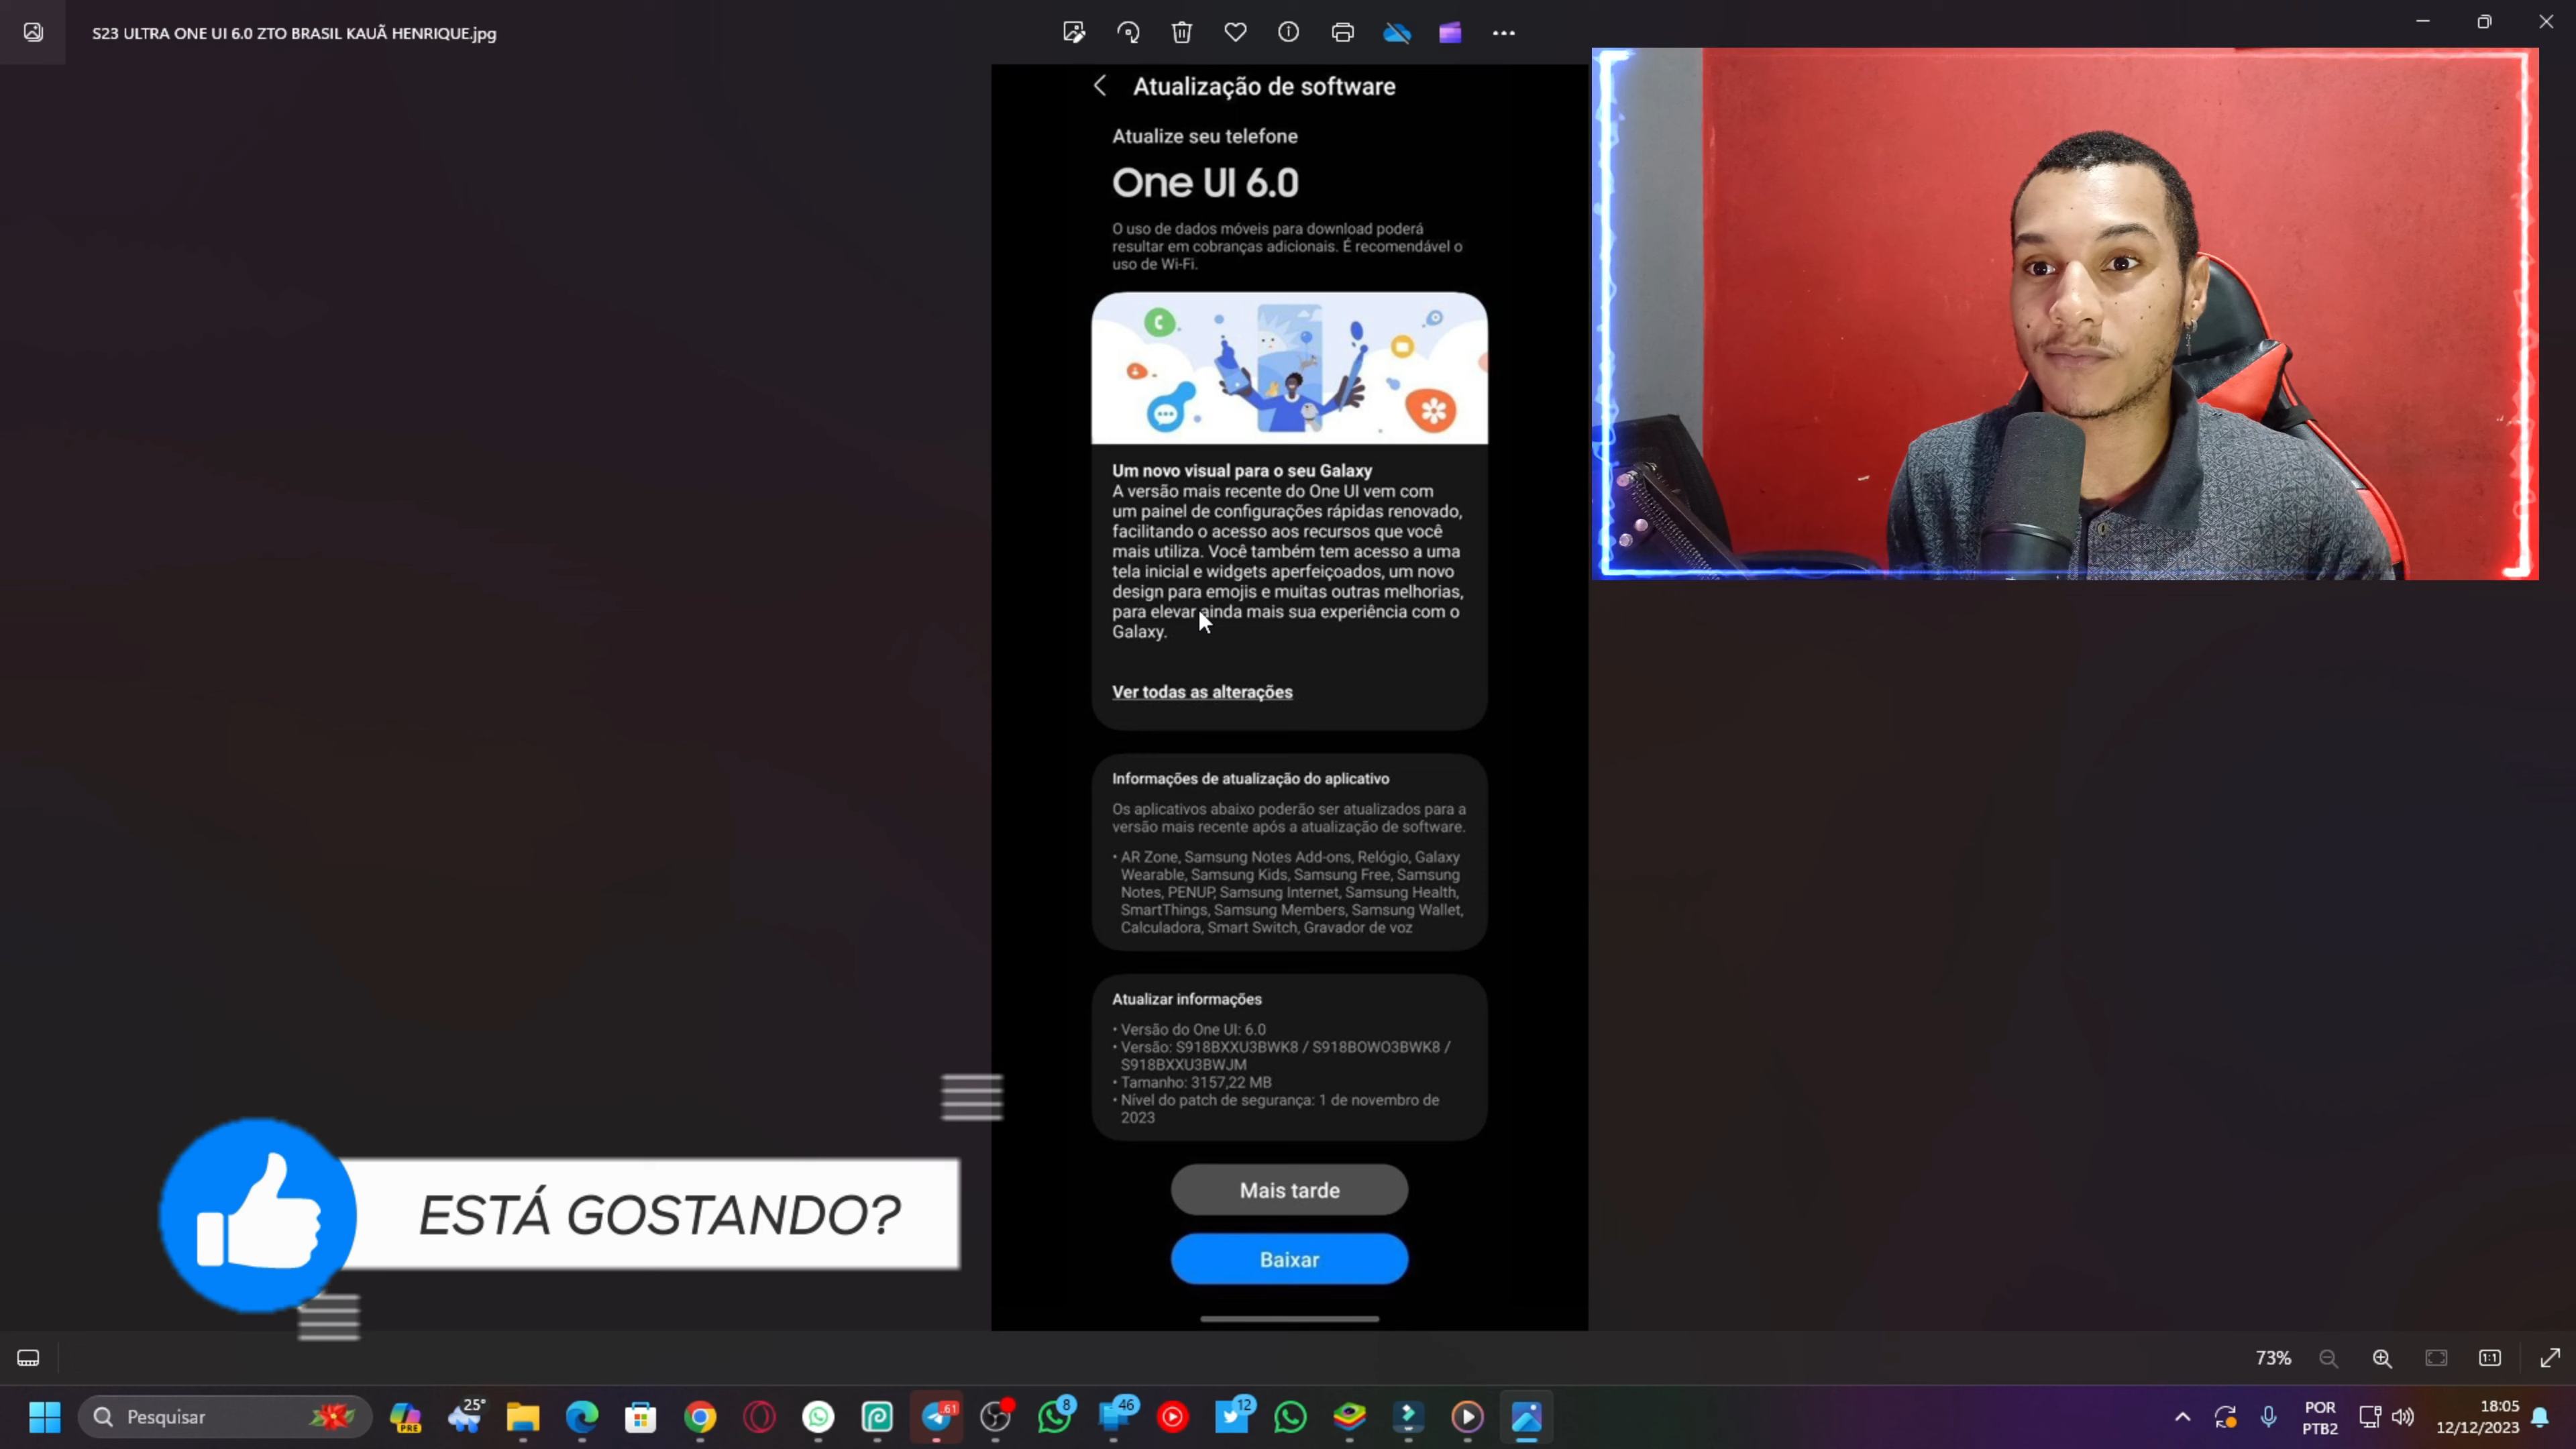 S23 ULTRA ONE UI 6.0 ZTO BRASIL KAUÃ HENRIQUE.jpg
Atualização de software
Atualize seu telefone
One UI 6.0
O uso de dados móveis para download poderá
resultar em cobranças adicionais. É recomendável o
uso de Wi-Fi.
Um novo visual para o seu Galaxy
A versão mais recente do One UI vem com
um painel de configurações rápidas renovado,
facilitando o acesso aos recursos que você
mais utiliza. Você também tem acesso a uma
tela inicial e widgets aperfeiçoados, um novo
design para emojis e muitas outras melhorias,
para elevar ainda mais sua experiência com o
Galaxy.
Ver todas as alterações
Informações de atualização do aplicativo
Os aplicativos abaixo poderão ser atualizados para a
versão mais recente após a atualização de software.
• AR Zone, Samsung Notes Add-ons, Relógio, Galaxy
Wearable, Samsung Kids, Samsung Free, Samsung
Notes, PENUP, Samsung Internet, Samsung Health,
SmartThings, Samsung Members, Samsung Wallet,
Calculadora, Smart Switch, Gravador de voz
Atualizar informações
• Versão do One UI: 6.0
• Versão: S918BXXU3BWK8 / S918BOWO3BWK8 /
S918BXXU3BWJM
• Tamanho: 3157,22 MB
• Nível do patch de segurança: 1 de novembro de
2023
Mais tarde
Baixar
ESTÁ GOSTANDO?
73%
1:1
Pesquisar
PRE
25°
61
8
46
12
POR
PTB2
18:05
12/12/2023